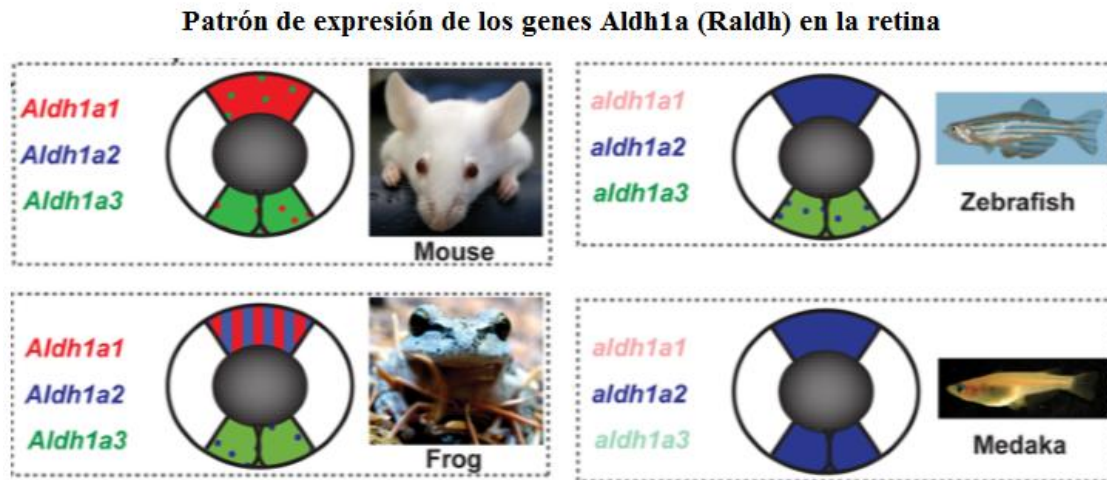 Patrón de expresión de los genes Aldh1a (Raldh) en la retina
Aldh1a1
Aldh1a2
Aldh1a3
Mouse
aldh1a1
aldh1a2
aldh1a3
Zebrafish
Aldh1a1
Aldh1a2
Aldh1a3
Frog
aldh1a1
aldh1a2
aldh1a3
Medaka